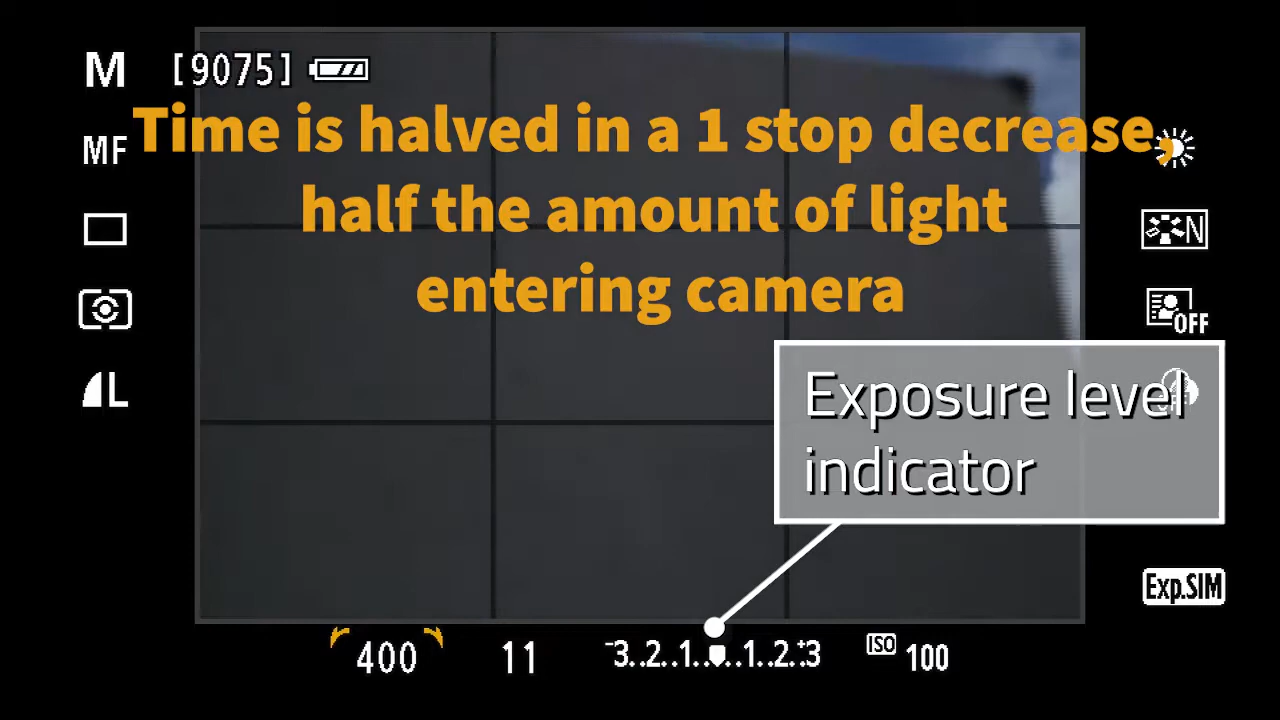 M [9075]
Time is halved in a 1 stop decrease,
MF
half the amount of light
N
entering camera
OFF
Exposure level
L
indicator
Exp.SIM
400 11 -3..2..1...1..2..+3 ISO 100